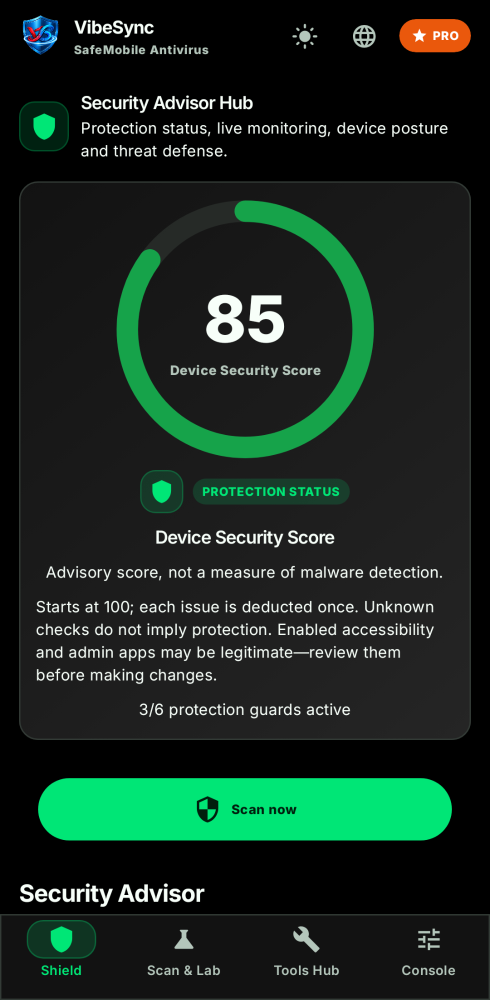 VibeSync
SafeMobile Antivirus
PRO
Security Advisor Hub
Protection status, live monitoring, device posture
and threat defense.
85
Device Security Score
PROTECTION STATUS
Device Security Score
Advisory score, not a measure of malware detection.
Starts at 100; each issue is deducted once. Unknown
checks do not imply protection. Enabled accessibility
and admin apps may be legitimate—review them
before making changes.
3/6 protection guards active
Scan now
Security Advisor
Shield
Scan & Lab
Tools Hub
Console